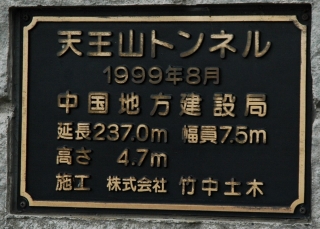 天王山トンネル
1999年8月
中国地方建設局
延長237.0m 幅員7.5m
高さ 4.7m
施工 株式会社 竹中土木